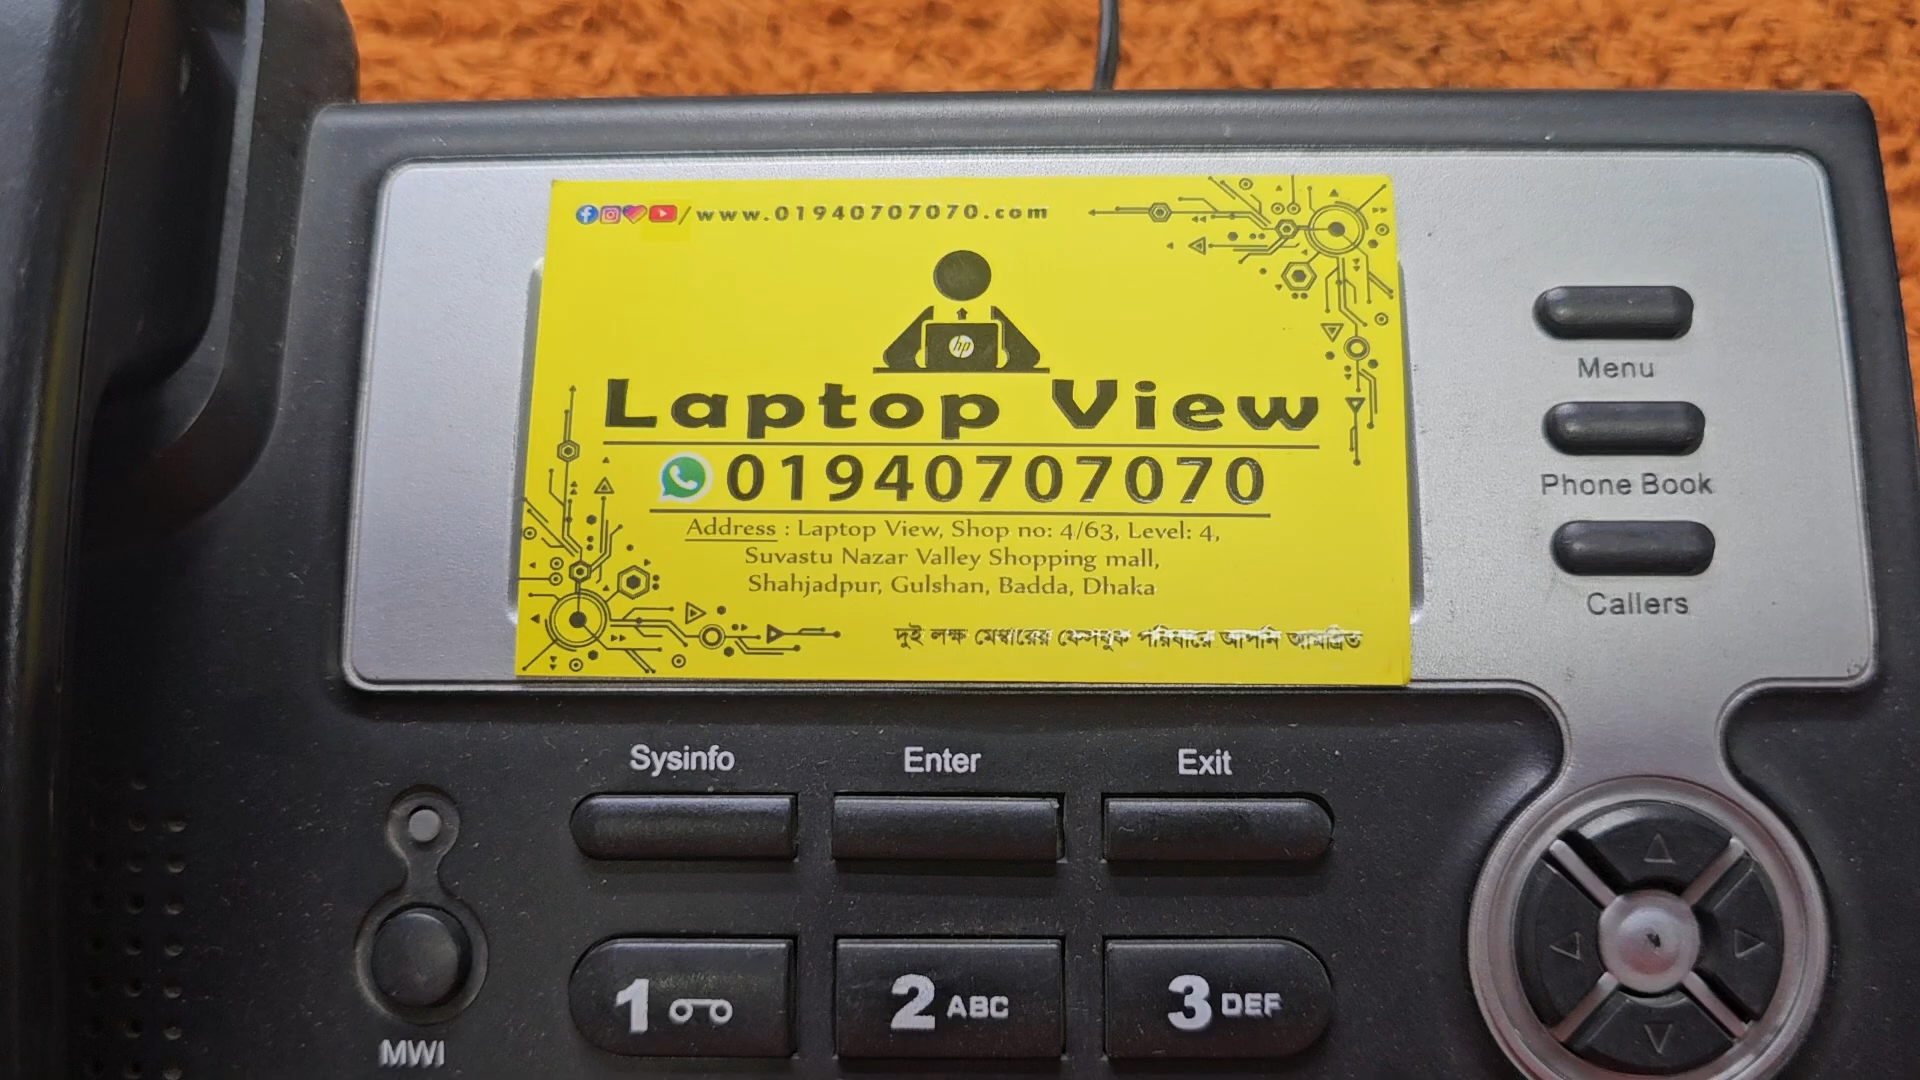 /www.01940707070.com
hp
Laptop View
01940707070
Address : Laptop View, Shop no: 4/63, Level: 4,
Suvastu Nazar Valley Shopping mall,
Shahjadpur, Gulshan, Badda, Dhaka
দুই লক্ষ মেম্বারের ফেসবুক পরিবারে আপনি আমন্ত্রিত
Menu
Phone Book
Callers
Sysinfo Enter Exit
1 2 ABC 3 DEF
MWI